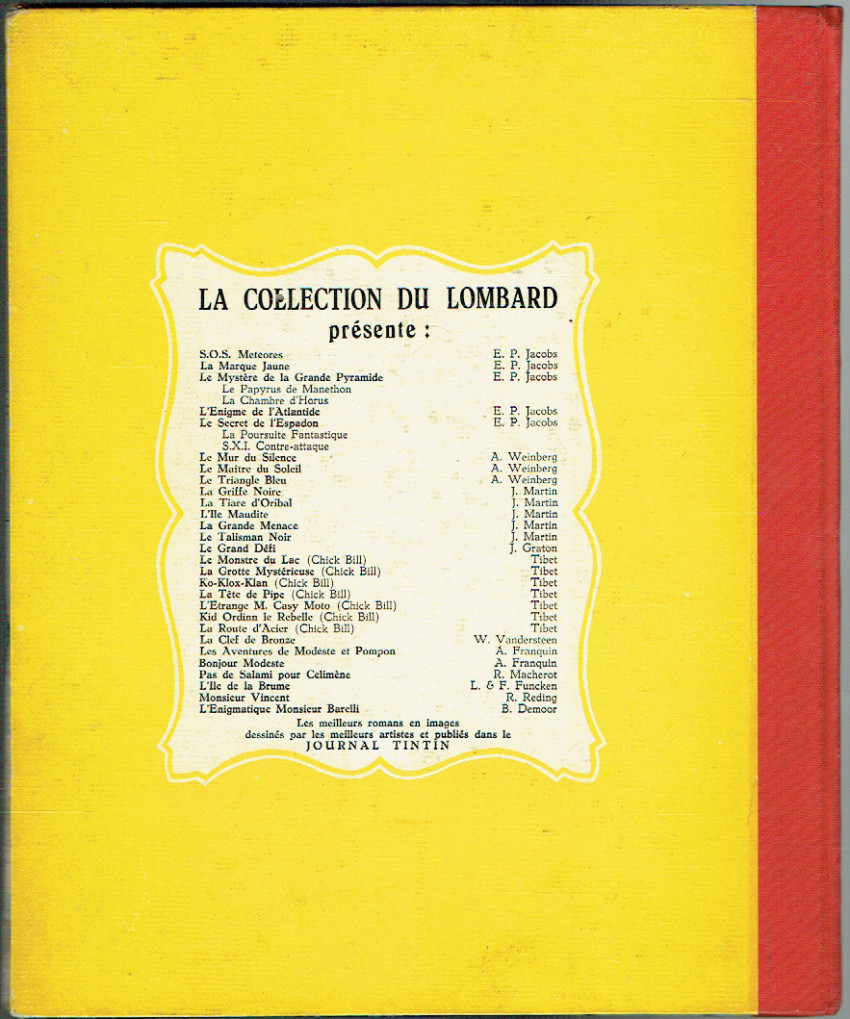 LA COLLECTION DU LOMBARD
présente :
S.O.S. Meteores E. P. Jacobs
La Marque Jaune E. P. Jacobs
Le Mystère de la Grande Pyramide E. P. Jacobs
Le Papyrus de Manethon
La Chambre d'Horus
L'Enigme de l'Atlantide E. P. Jacobs
Le Secret de l'Espadon E. P. Jacobs
La Poursuite Fantastique
S.X.I. Contre-attaque
Le Mur du Silence A. Weinberg
Le Maitre du Soleil A. Weinberg
Le Triangle Bleu A. Weinberg
La Griffe Noire J. Martin
La Tiare d'Oribal J. Martin
L'Ile Maudite J. Martin
La Grande Menace J. Martin
Le Talisman Noir J. Martin
Le Grand Défi J. Graton
Le Monstre du Lac (Chick Bill) Tibet
La Grotte Mystérieuse (Chick Bill) Tibet
Ko-Klox-Klan (Chick Bill) Tibet
La Tête de Pipe (Chick Bill) Tibet
L'Etrange M. Casy Moto (Chick Bill) Tibet
Kid Ordinn le Rebelle (Chick Bill) Tibet
La Route d'Acier (Chick Bill) Tibet
La Clef de Bronze W. Vandersteen
Les Aventures de Modeste et Pompon A. Franquin
Bonjour Modeste A. Franquin
Pas de Salami pour Celimène R. Macherot
L'Ile de la Brume L. & F. Funcken
Monsieur Vincent R. Reding
L'Enigmatique Monsieur Barelli B. Demoor
Les meilleurs romans en images
dessinés par les meilleurs artistes et publiés dans le
JOURNAL TINTIN